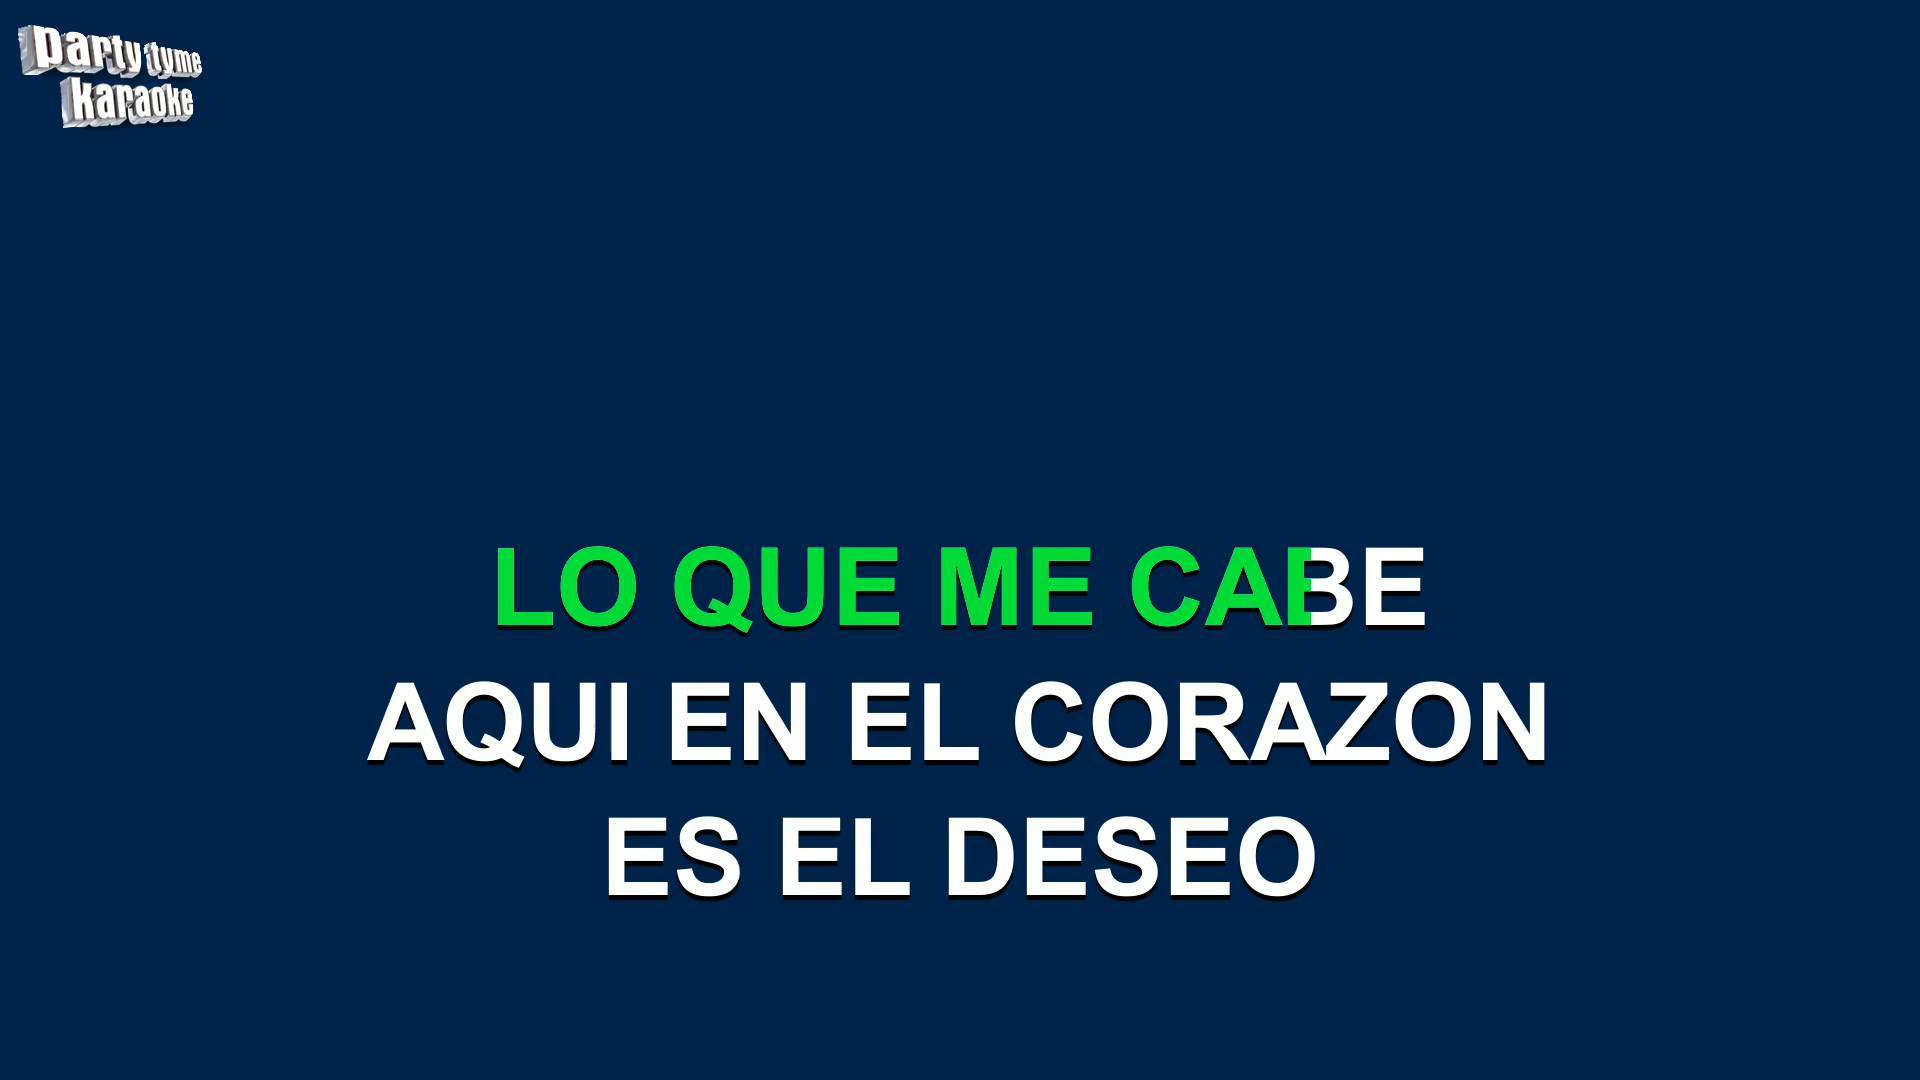 party tyme
karaoke
LO QUE ME CABE
AQUI EN EL CORAZON
ES EL DESEO